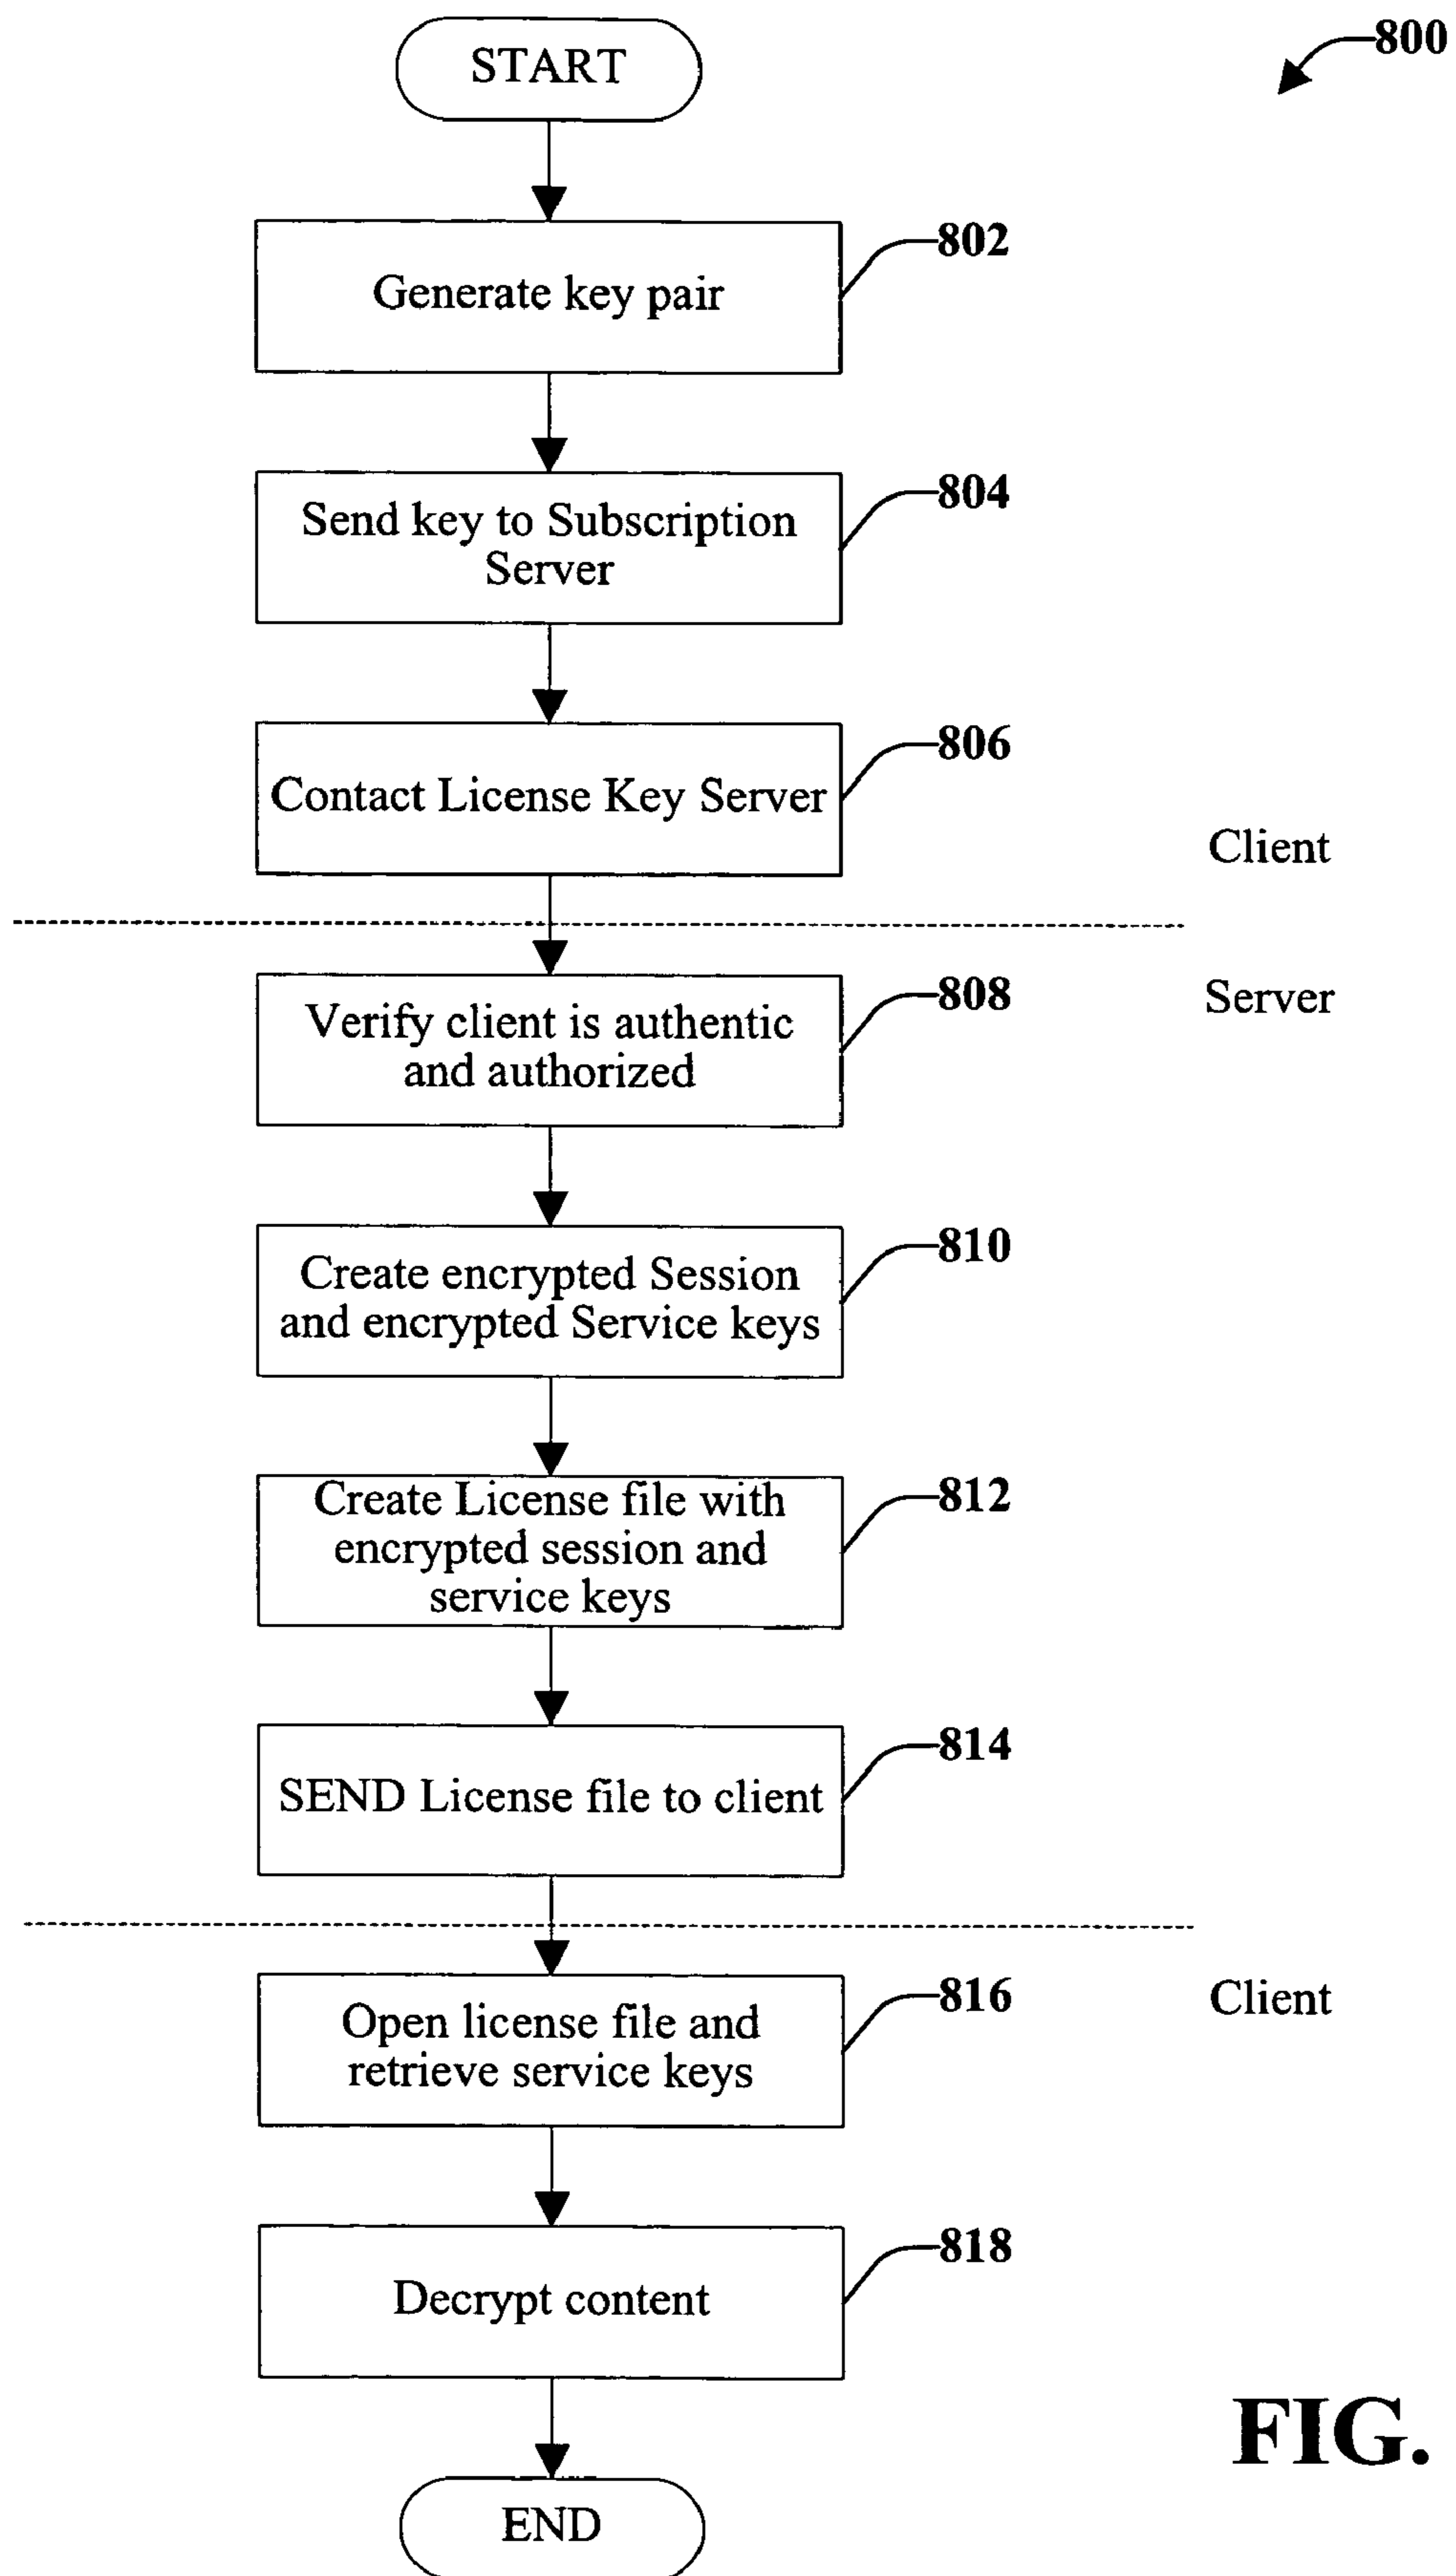 800
START
802
Generate key pair
804
Send key to Subscription
Server
806
Contact License Key Server
Client
808
Server
Verify client is authentic
and authorized
810
Create encrypted Session
and encrypted Service keys
812
Create License file with
encrypted session and
service keys
814
SEND License file to client
816
Client
Open license file and
retrieve service keys
818
Decrypt content
FIG.
END